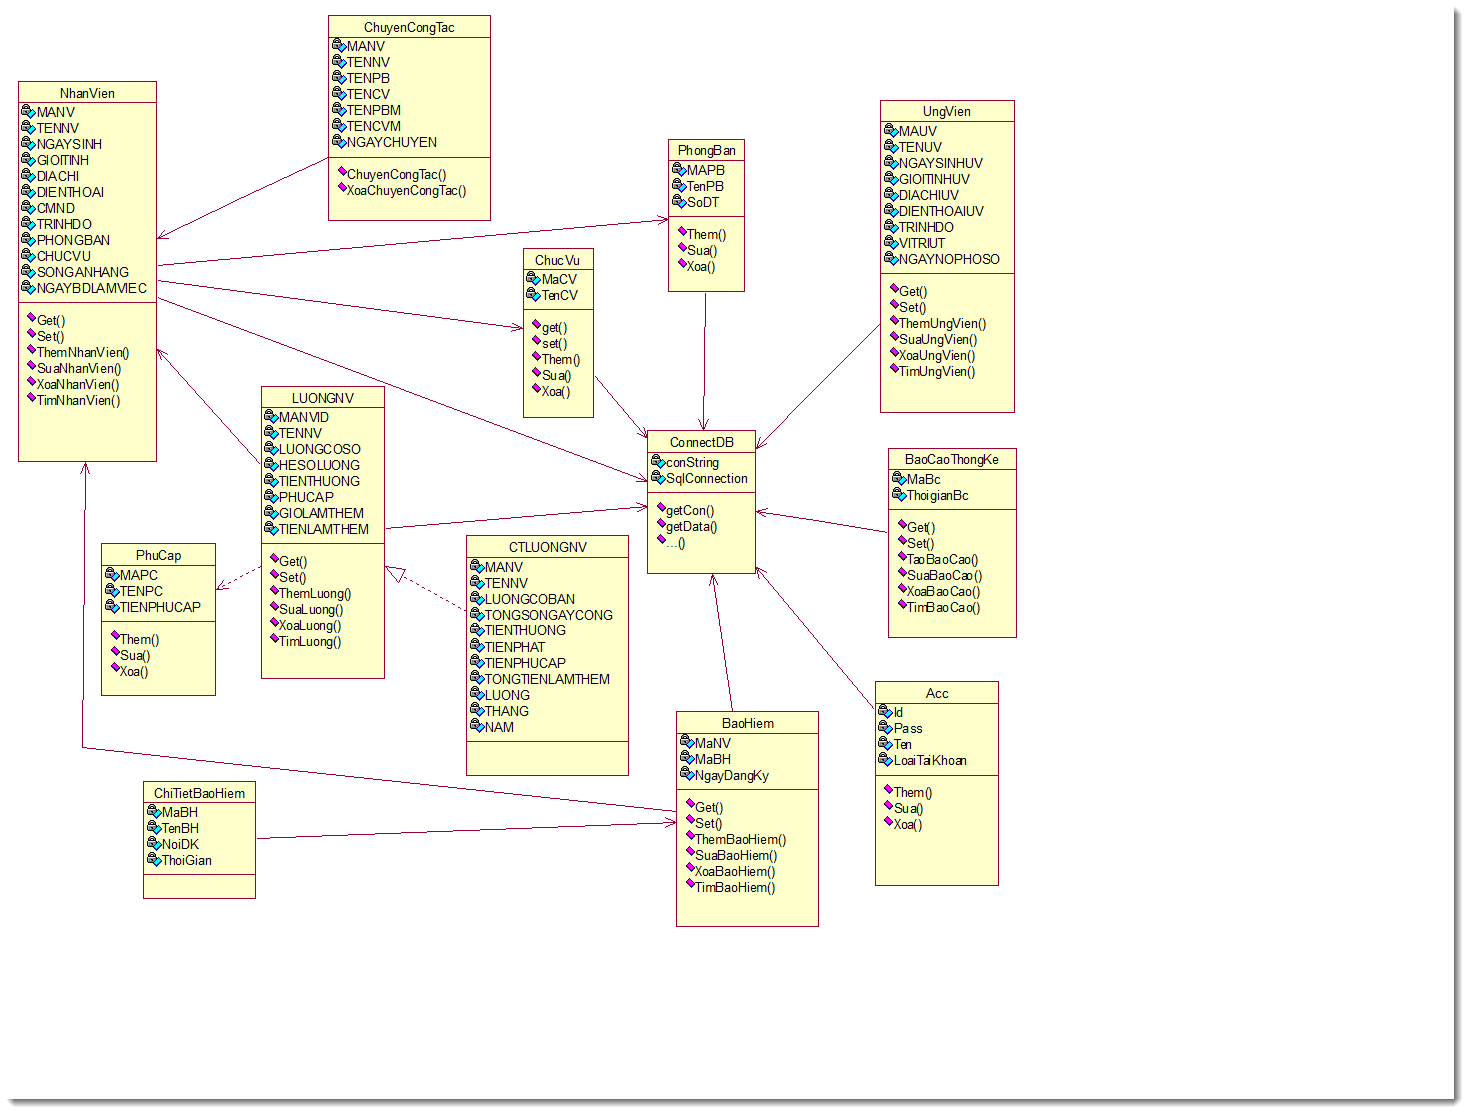 ChuyenCongTac
MANV
TENNV
TENPB
TENCV
TENPBM
TENCVM
NGAYCHUYEN
ChuyenCongTac()
XoaChuyenCongTac()
NhanVien
MANV
TENNV
NGAYSINH
GIOITINH
DIACHI
DIENTHOAI
CMND
TRINHDO
PHONGBAN
CHUCVU
SONGANHANG
NGAYBDLAMVIEC
Get()
Set()
ThemNhanVien()
SuaNhanVien()
XoaNhanVien()
TimNhanVien()
PhongBan
MAPB
TenPB
SoDT
Them()
Sua()
Xoa()
UngVien
MAUV
TENUV
NGAYSINHUV
GIOITINHUV
DIACHIUV
DIENTHOAIUV
TRINHDO
VITRIUT
NGAYNOPHOSO
Get()
Set()
ThemUngVien()
SuaUngVien()
XoaUngVien()
TimUngVien()
ChucVu
MaCV
TenCV
get()
set()
Them()
Sua()
Xoa()
LUONGNV
MANVID
TENNV
LUONGCOSO
HESOLUONG
TIENTHUONG
PHUCAP
GIOLAMTHEM
TIENLAMTHEM
Get()
Set()
ThemLuong()
SuaLuong()
XoaLuong()
TimLuong()
ConnectDB
conString
SqlConnection
getCon()
getData()
...()
BaoCaoThongKe
MaBc
ThoigianBc
Get()
Set()
TaoBaoCao()
SuaBaoCao()
XoaBaoCao()
TimBaoCao()
PhuCap
MAPC
TENPC
TIENPHUCAP
Them()
Sua()
Xoa()
CTLUONGNV
MANV
TENNV
LUONGCOBAN
TONGSONGAYCONG
TIENTHUONG
TIENPHAT
TIENPHUCAP
TONGTIENLAMTHEM
LUONG
THANG
NAM
Acc
Id
Pass
Ten
LoaiTaiKhoan
Them()
Sua()
Xoa()
BaoHiem
MaNV
MaBH
NgayDangKy
Get()
Set()
ThemBaoHiem()
SuaBaoHiem()
XoaBaoHiem()
TimBaoHiem()
ChiTietBaoHiem
MaBH
TenBH
NoiDK
ThoiGian